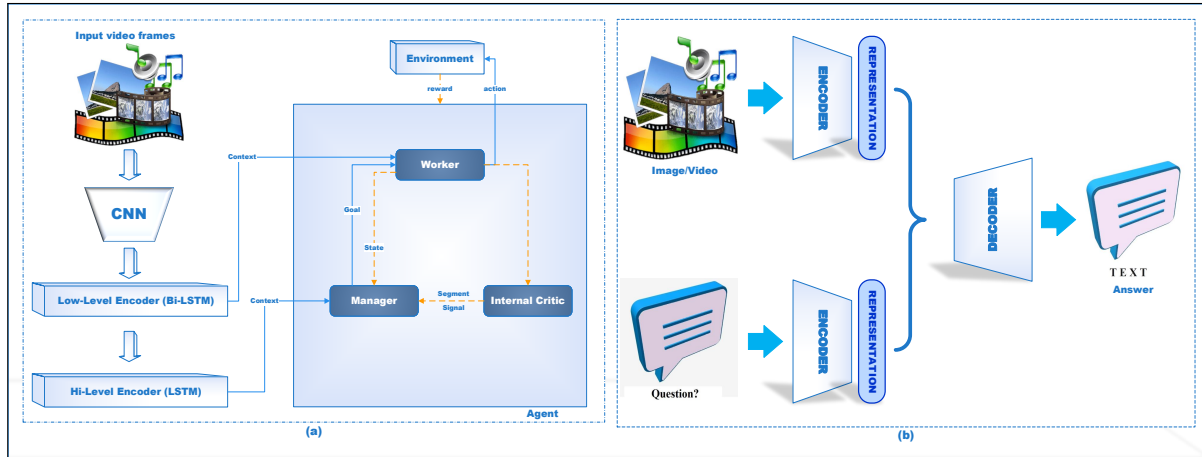 Input video frames
CNN
Low-Level Encoder (Bi-LSTM)
Hi-Level Encoder (LSTM)
Context
Context
Environment
reward
action
Worker
Goal
State
Manager
Segment
Signal
Internal Critic
Agent
(a)
Image/Video
ENCODER
REPRESENTATION
Question?
ENCODER
REPRESENTATION
DECODER
TEXT
Answer
(b)